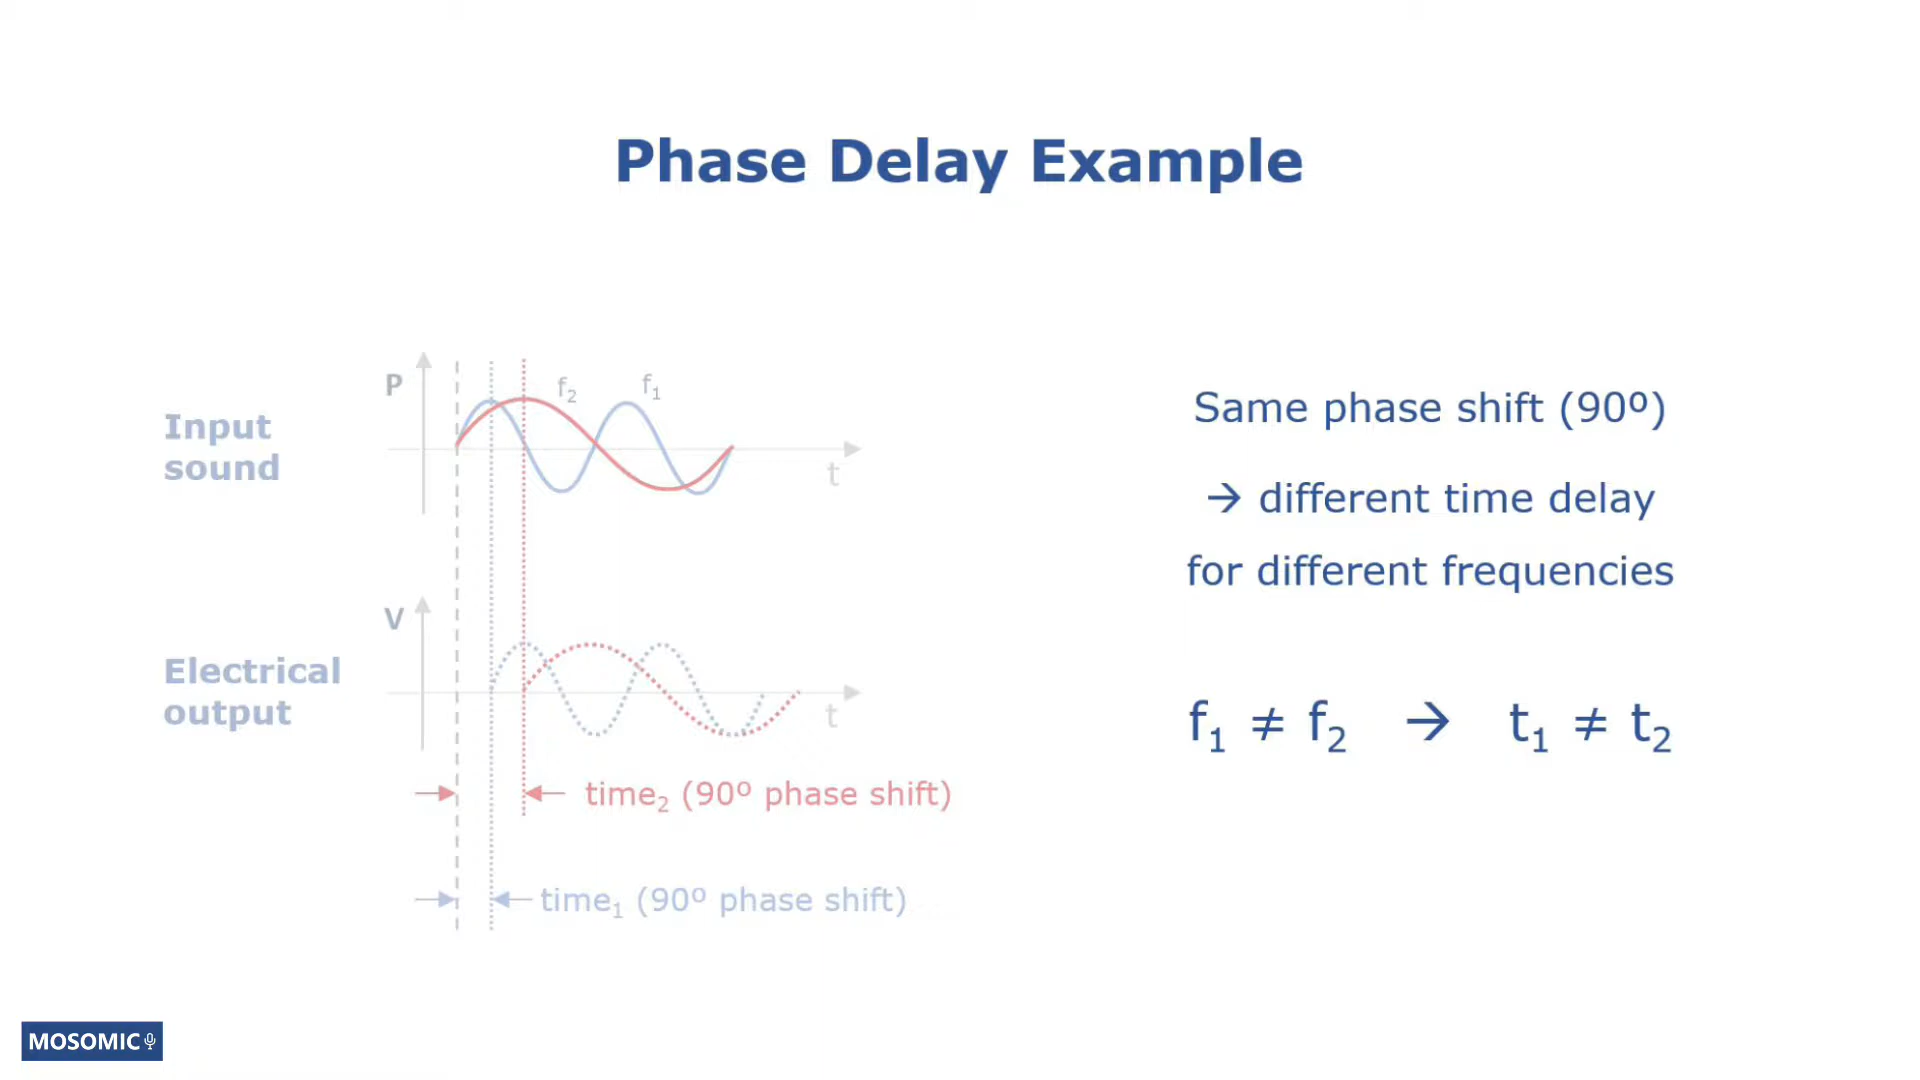 Phase Delay Example
P
f₂
f₁
Input
sound
t
Same phase shift (90º)
→ different time delay
for different frequencies
V
Electrical
output
t
f₁ ≠ f₂ → t₁ ≠ t₂
time₂ (90º phase shift)
time₁ (90º phase shift)
MOSOMIC